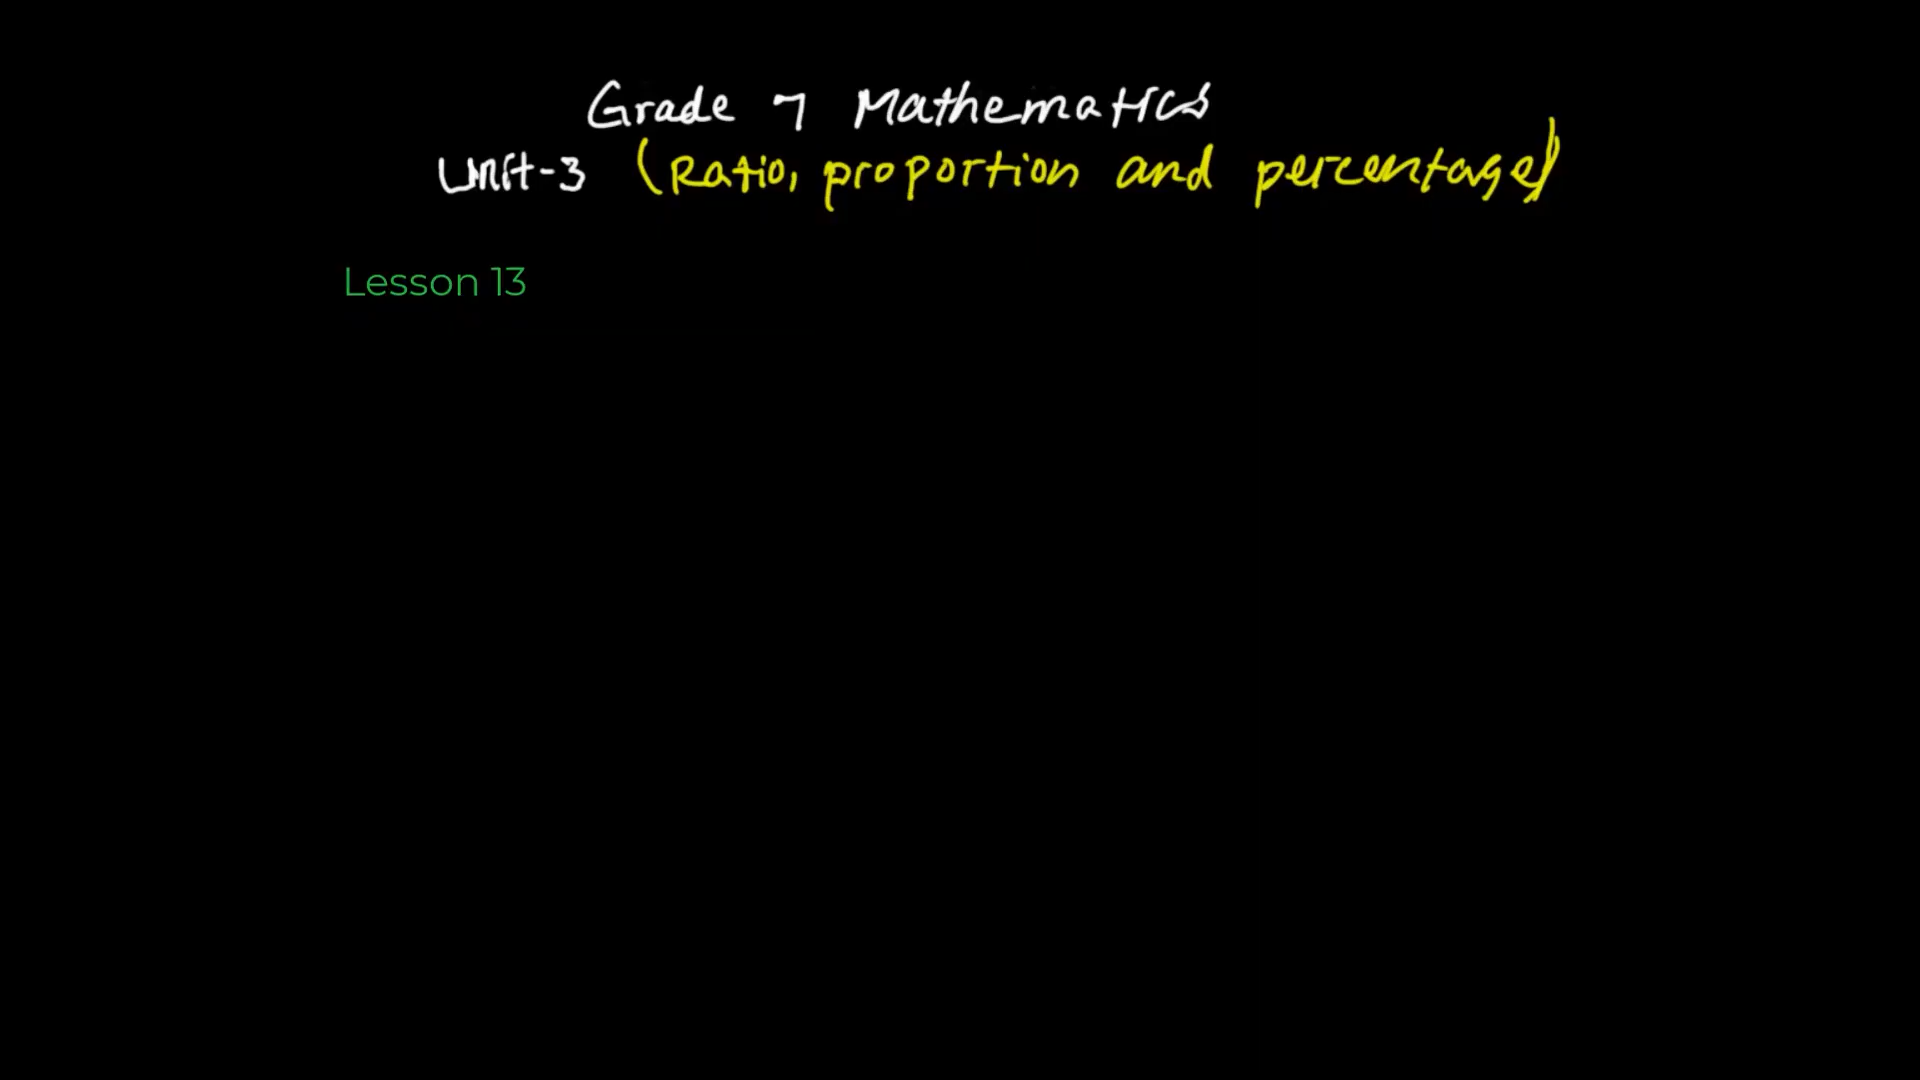 Grade 7 Mathematics
Unit-3 (Ratio, proportion and percentage)
Lesson 13